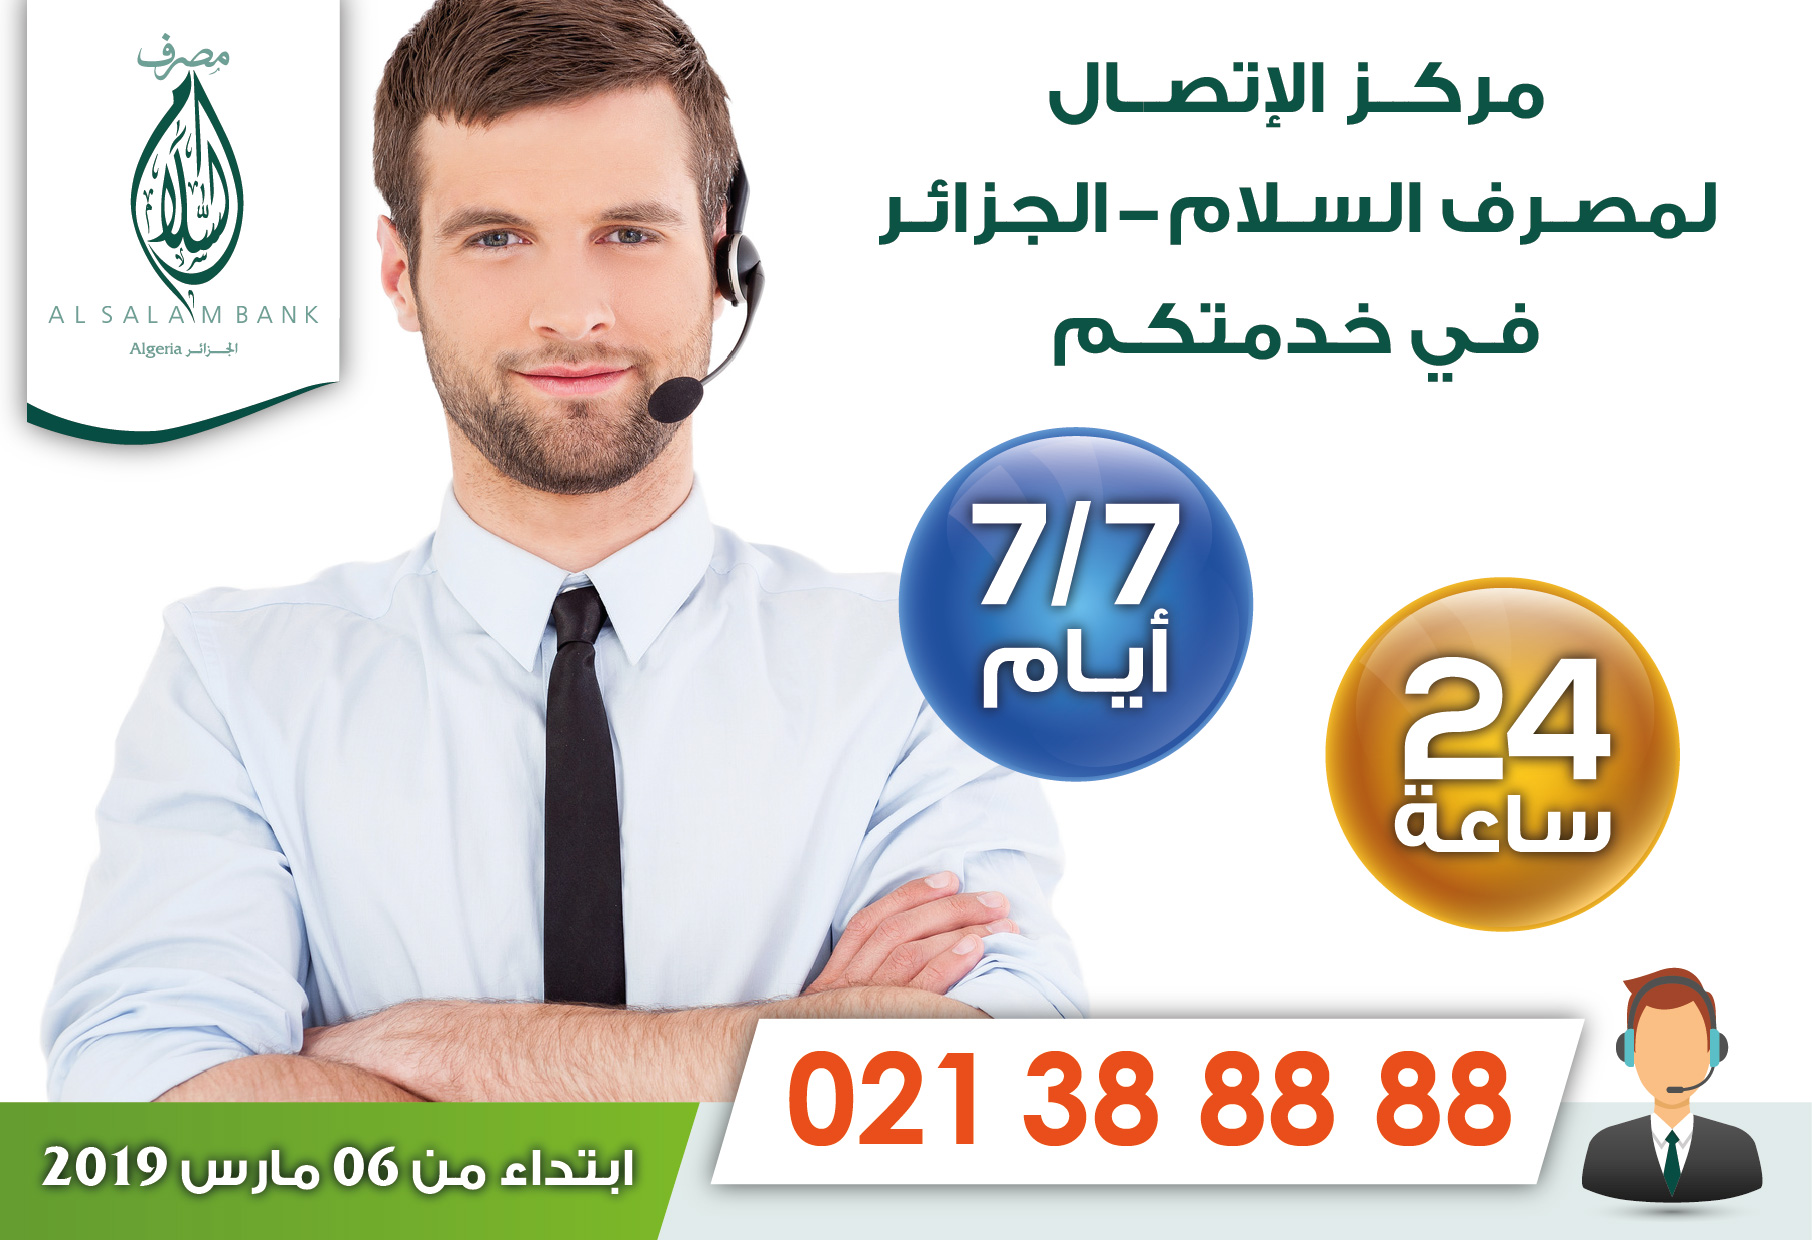 مصرف
السلام
AL SALAM BANK
Algeria الجزائر
مركز الإتصال
لمصرف السلام-الجزائر
في خدمتكم
7/7
أيام
24
ساعة
021 38 88 88
ابتداء من 06 مارس 2019